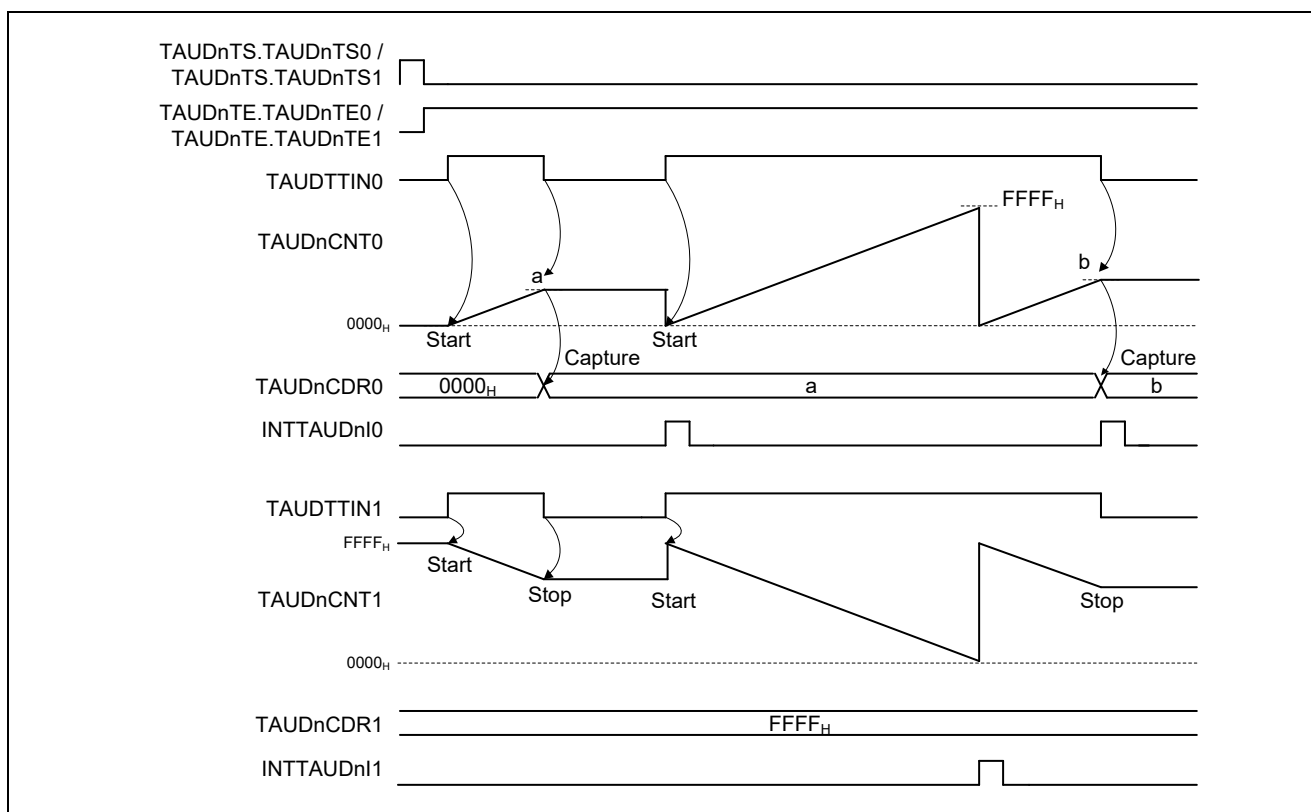 TAUDnTS.TAUDnTS0 /
TAUDnTS.TAUDnTS1
TAUDnTE.TAUDnTE0 /
TAUDnTE.TAUDnTE1
TAUDTTIN0
FFFFH
TAUDnCNT0
a
b
0000H
Start
Start
Capture
Capture
TAUDnCDR0
0000H
a
b
INTTAUDnI0
TAUDTTIN1
FFFFH
Start
TAUDnCNT1
Stop
Start
Stop
0000H
TAUDnCDR1
FFFFH
INTTAUDnI1